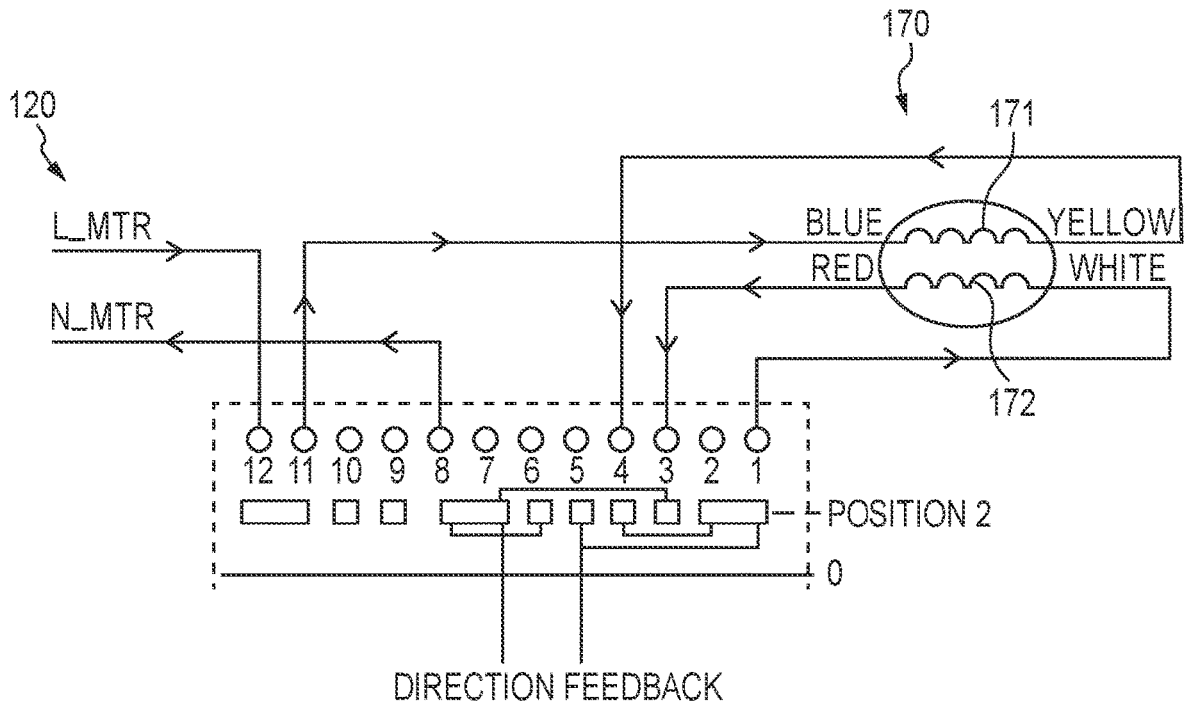 170
120
171
L_MTR
BLUE
YELLOW
RED
WHITE
N_MTR
172
12 11 10 9 8 7 6 5 4 3 2 1
POSITION 2
0
DIRECTION FEEDBACK